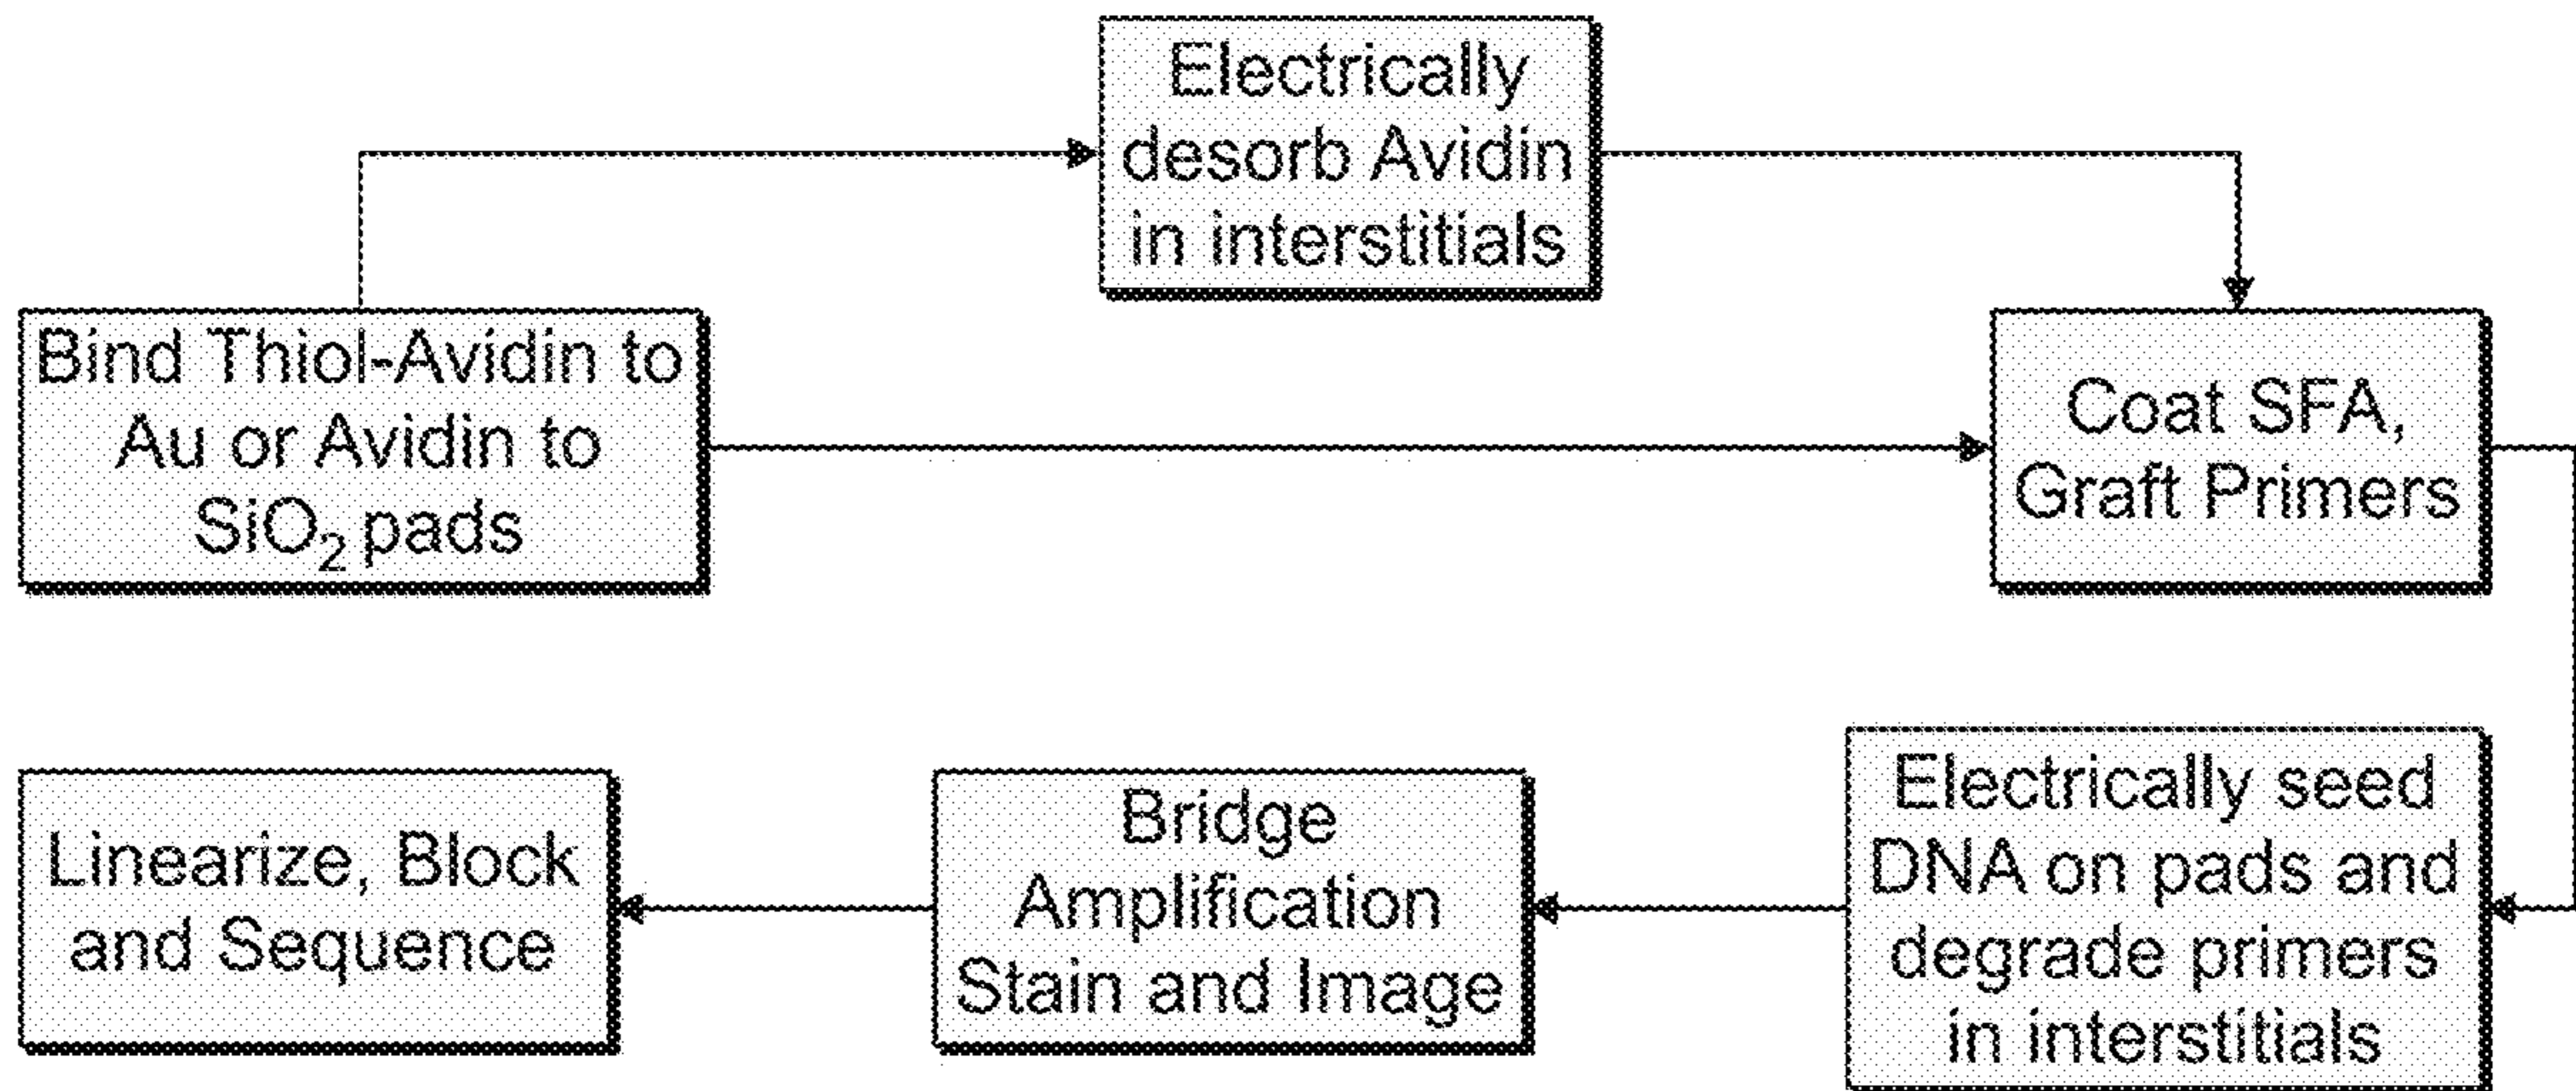 Electrically
desorb Avidin
in interstitials
Bind Thiol-Avidin to
Au or Avidin to
SiO₂ pads
Coat SFA,
Graft Primers
Electrically seed
DNA on pads and
degrade primers
in interstitials
Bridge
Amplification
Stain and Image
Linearize, Block
and Sequence